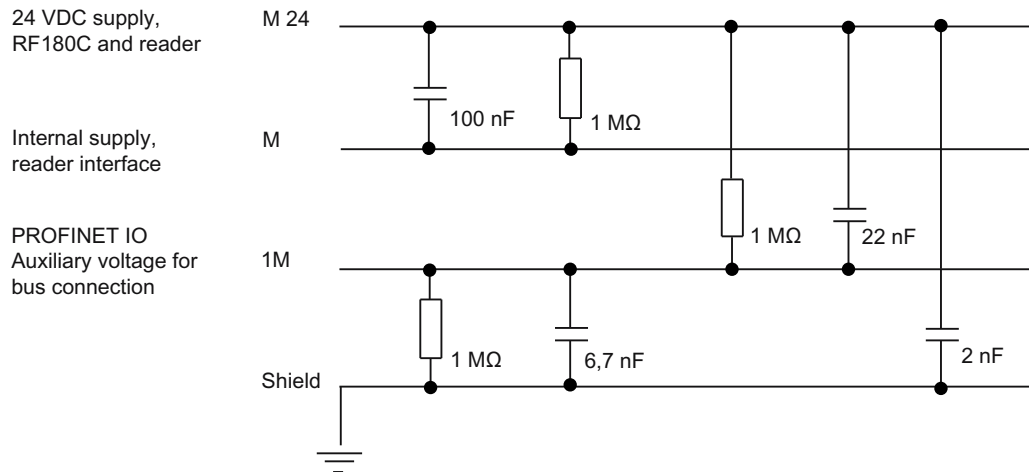 24 VDC supply,
RF180C and reader
M 24
100 nF
1 MΩ
Internal supply,
reader interface
M
1 MΩ
22 nF
PROFINET IO
Auxiliary voltage for
bus connection
1M
1 MΩ
6,7 nF
2 nF
Shield